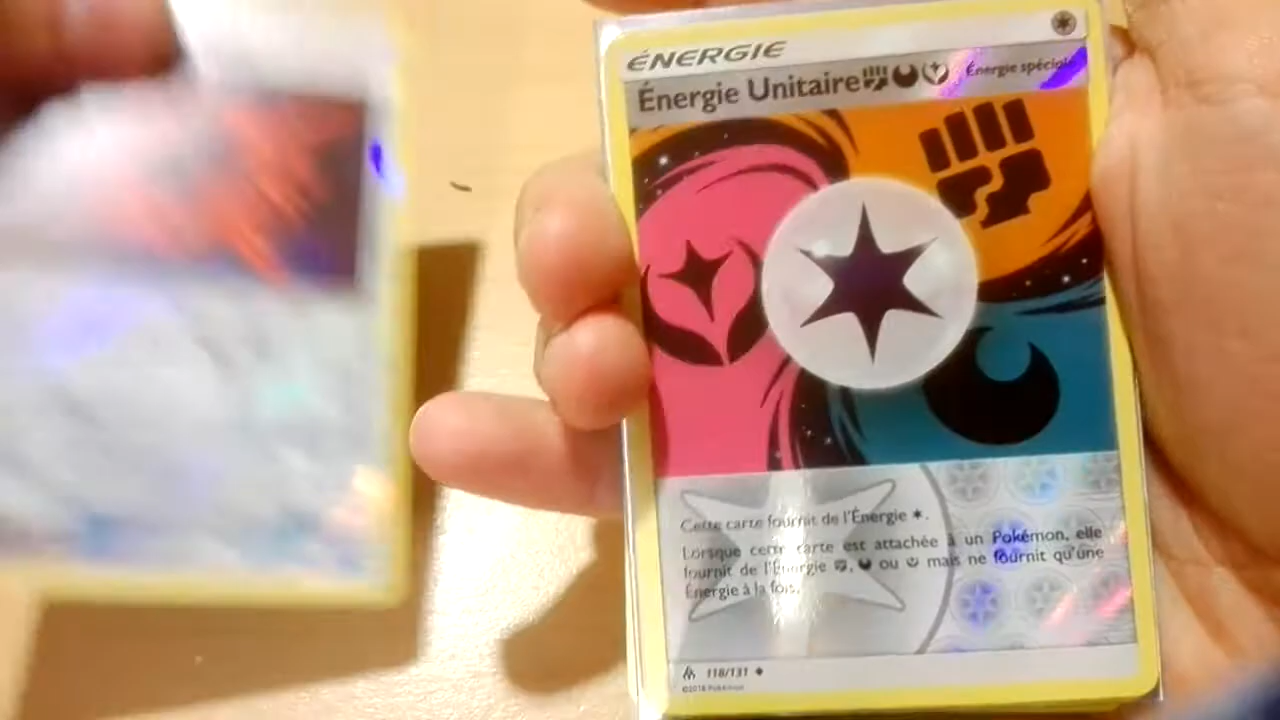 ÉNERGIE
Énergie Unitaire
Énergie spéciale
Cette carte fournit de l'Énergie
Lorsque cette carte est attachée à un Pokémon, elle
fournit de l'Énergie , ou mais ne fournit qu'une
Énergie à la fois.
118/131
©2018 Pokémon